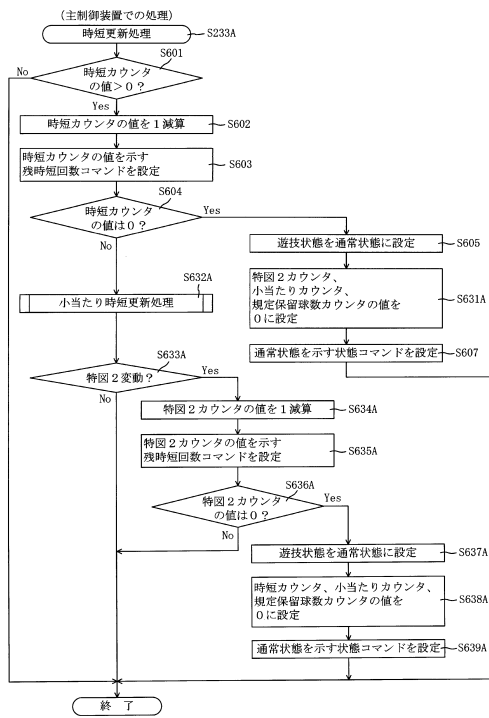 (主制御装置での処理)
時短更新処理
S233A
S601
時短カウンタ
の値>0?
No
Yes
時短カウンタの値を1減算
S602
時短カウンタの値を示す
残時短回数コマンドを設定
S603
S604
時短カウンタ
の値は0?
Yes
No
遊技状態を通常状態に設定
S605
特図2カウンタ、
小当たりカウンタ、
規定保留球数カウンタの値を
0に設定
S631A
S632A
小当たり時短更新処理
通常状態を示す状態コマンドを設定
S607
S633A
特図2変動?
Yes
No
特図2カウンタの値を1減算
S634A
特図2カウンタの値を示す
残時短回数コマンドを設定
S635A
S636A
特図2カウンタ
の値は0?
Yes
No
遊技状態を通常状態に設定
S637A
時短カウンタ、小当たりカウンタ、
規定保留球数カウンタの値を
0に設定
S638A
通常状態を示す状態コマンドを設定
S639A
終 了